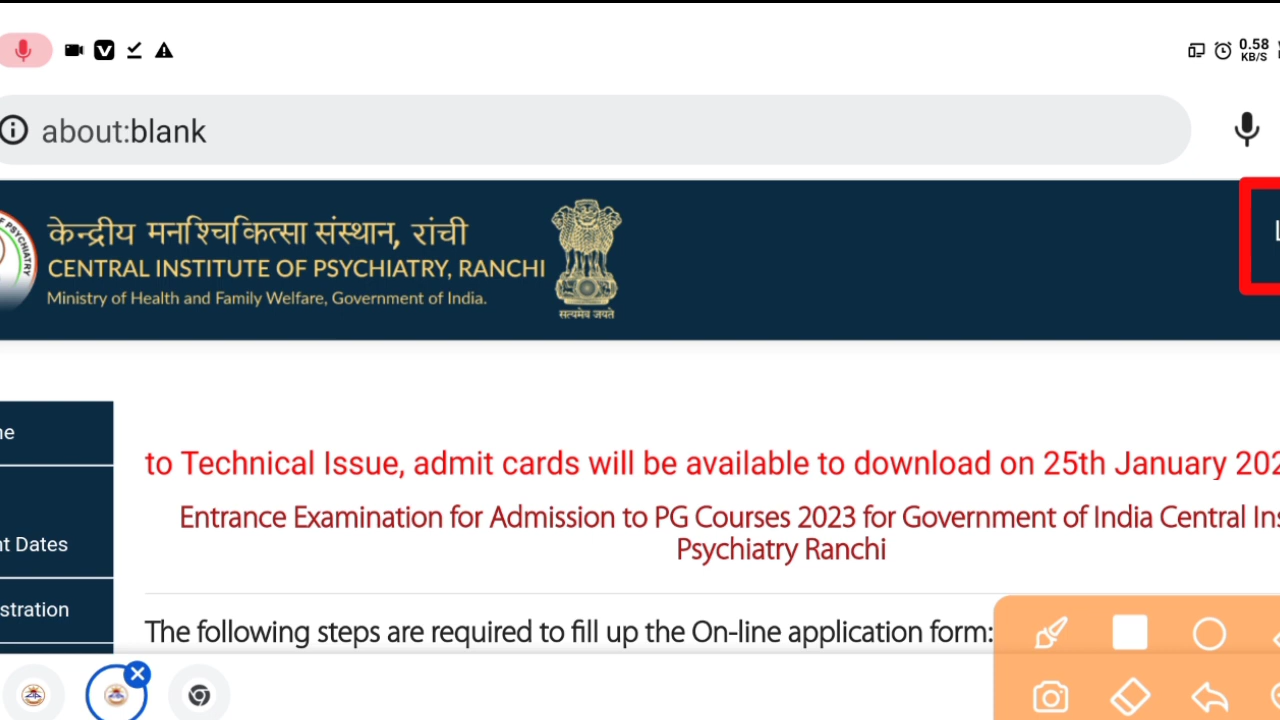 0.58
KB/S
about:blank
केन्द्रीय मनश्चिकित्सा संस्थान, रांची
CENTRAL INSTITUTE OF PSYCHIATRY, RANCHI
Ministry of Health and Family Welfare, Government of India.
सत्यमेव जयते
PSYCHIATRY
to Technical Issue, admit cards will be available to download on 25th January 202
Entrance Examination for Admission to PG Courses 2023 for Government of India Central Ins
Psychiatry Ranchi
nt Dates
stration
The following steps are required to fill up the On-line application form: